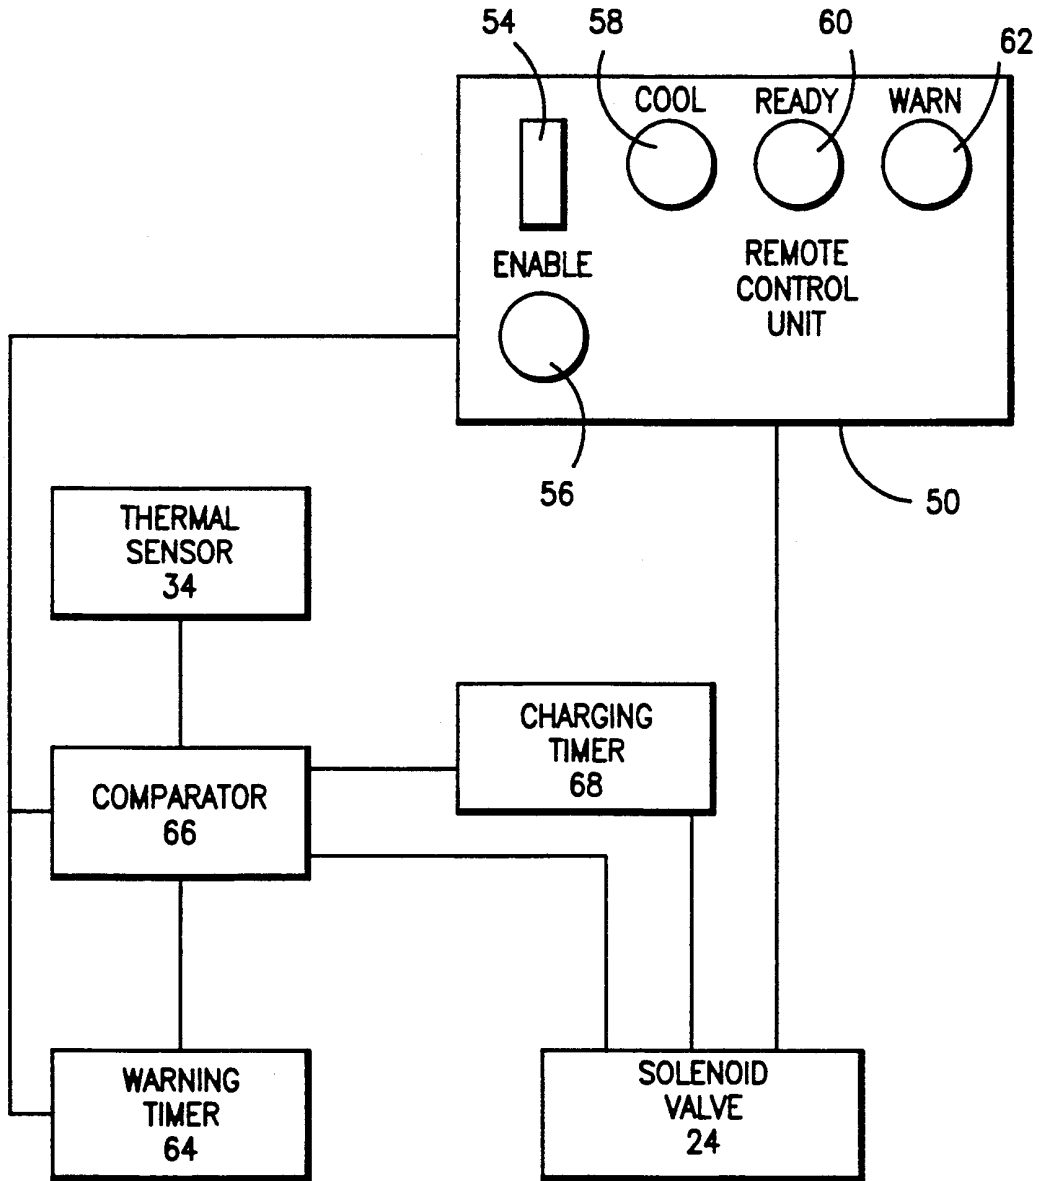 54
58
60
62
COOL
READY
WARN
ENABLE
REMOTE
CONTROL
UNIT
56
50
THERMAL
SENSOR
34
CHARGING
TIMER
68
COMPARATOR
66
WARNING
TIMER
64
SOLENOID
VALVE
24